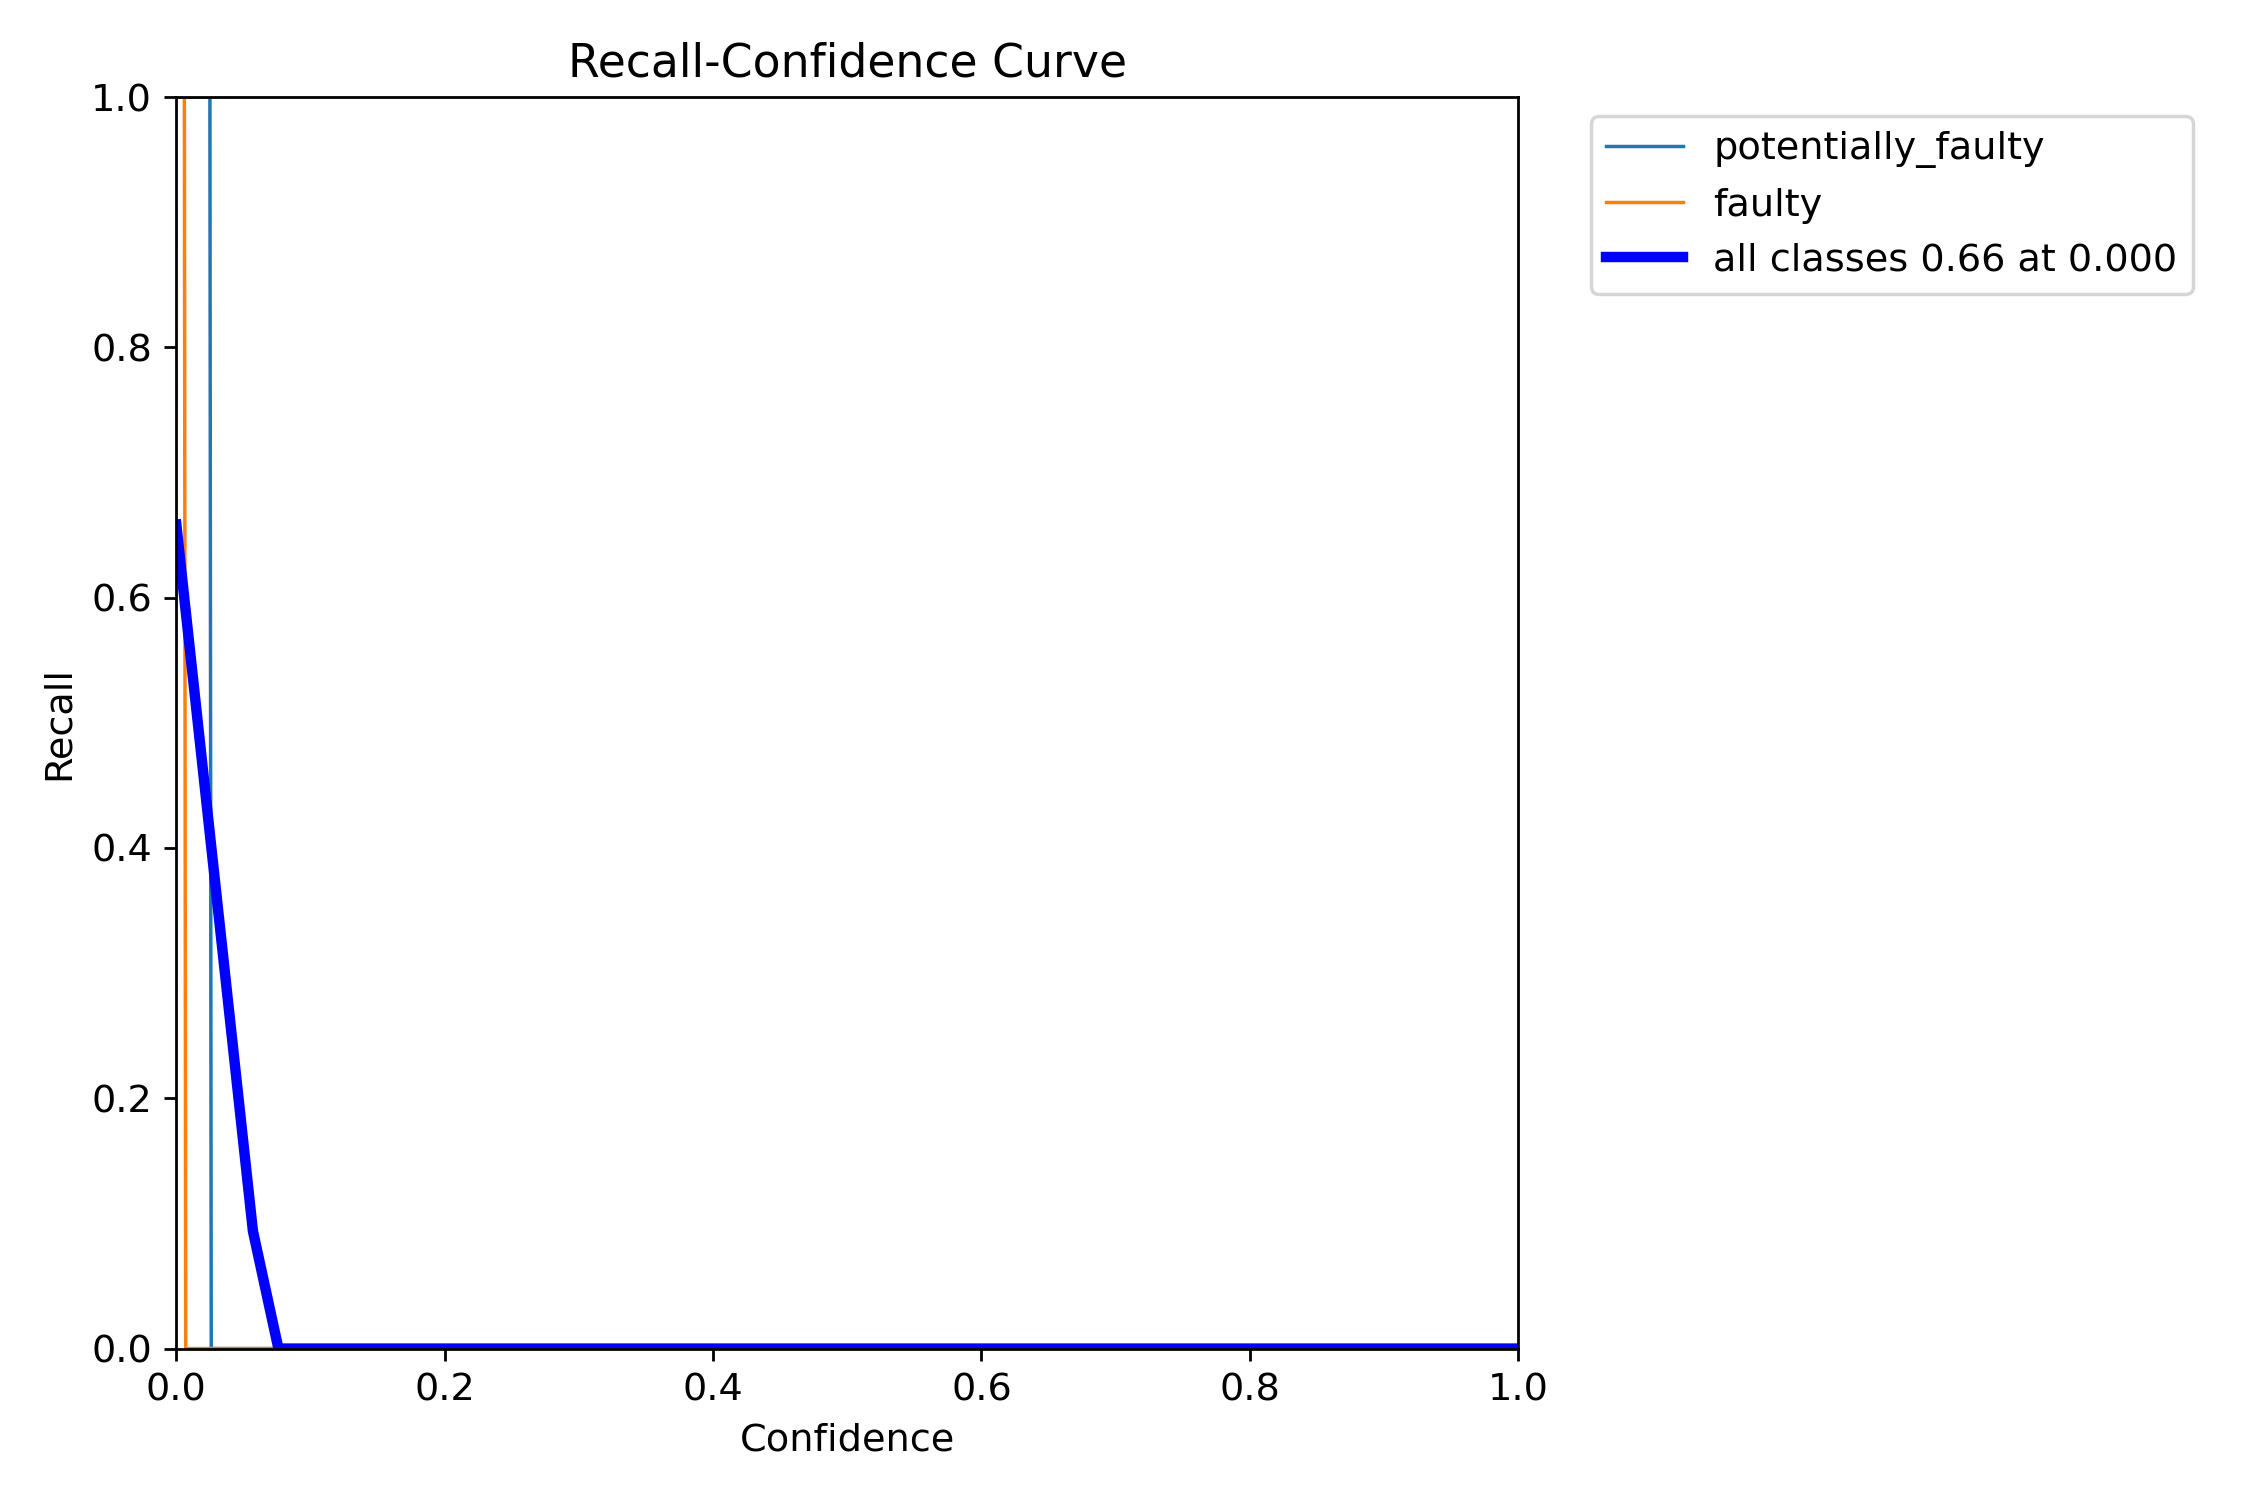 Recall-Confidence Curve
1.0
0.8
0.6
0.4
0.2
0.0
Recall
0.0 0.2 0.4 0.6 0.8 1.0
Confidence
potentially_faulty
faulty
all classes 0.66 at 0.000